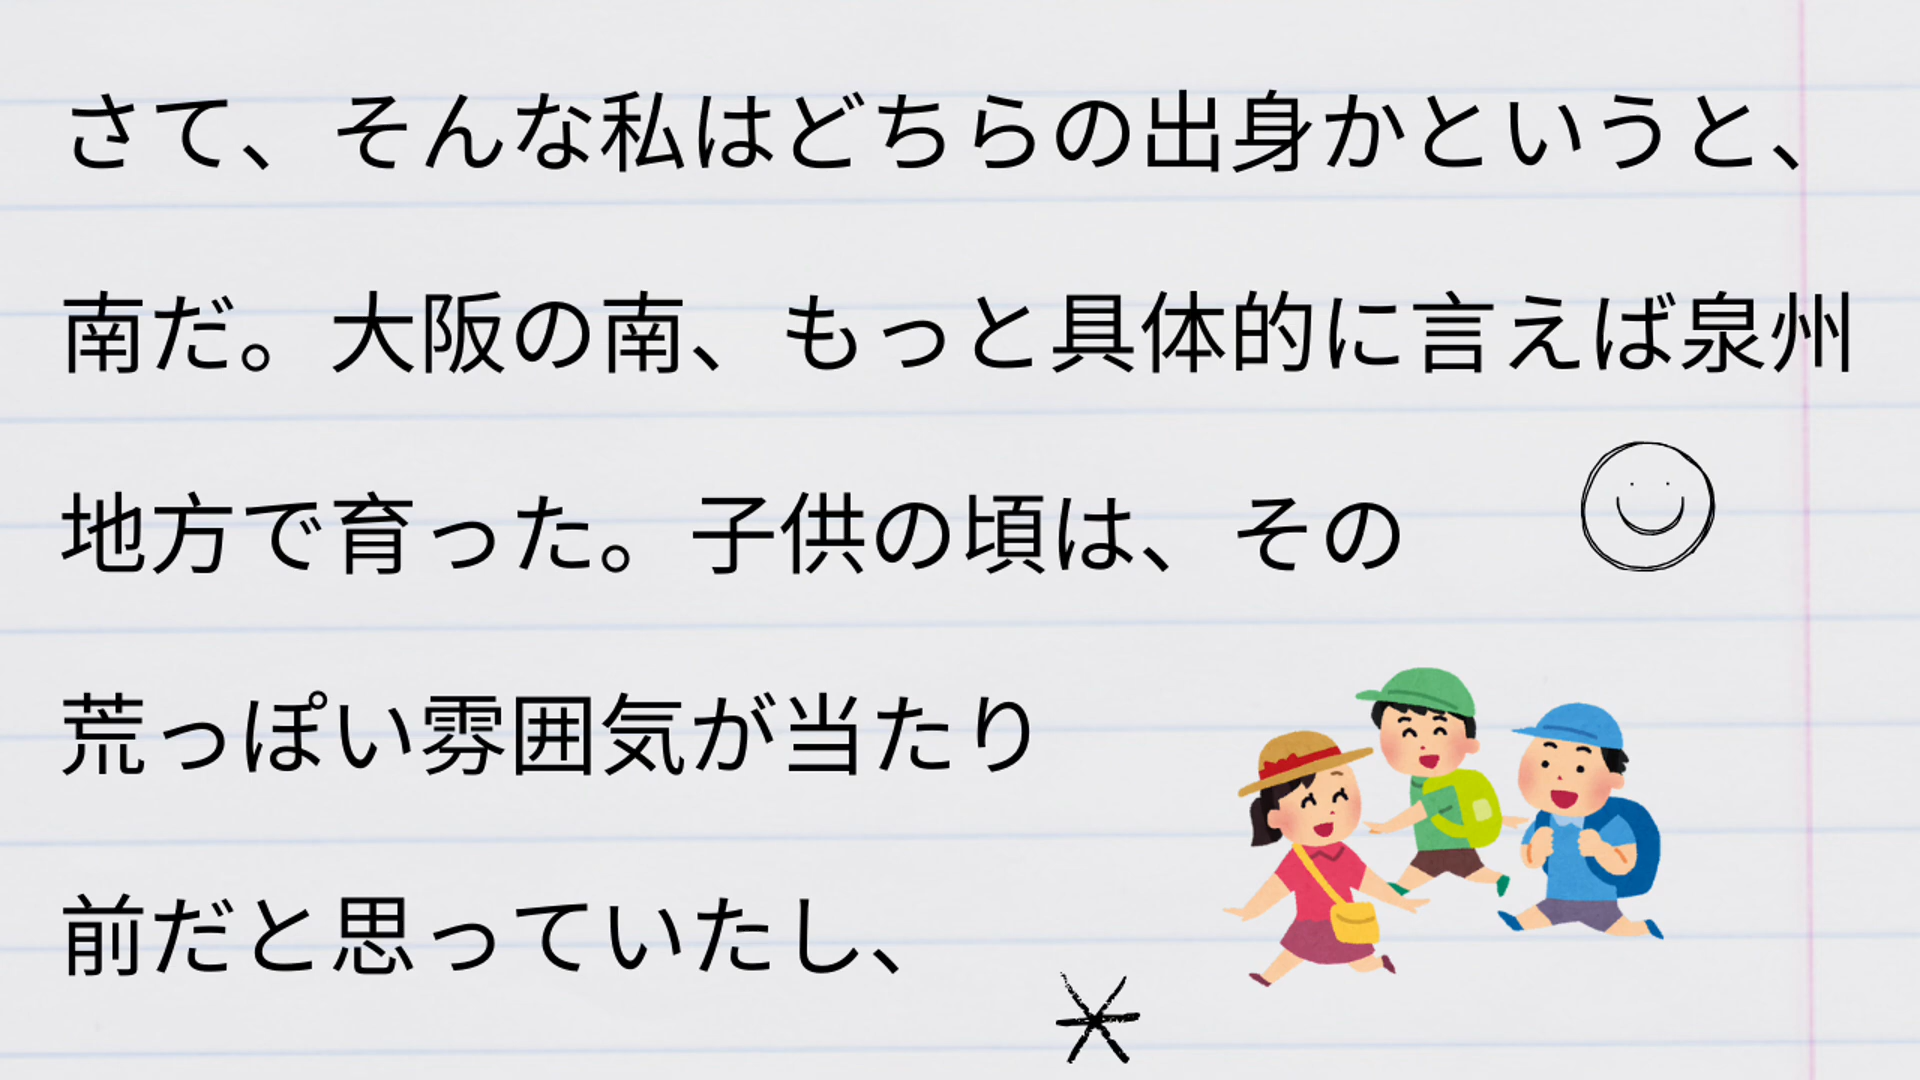 さて、そんな私はどちらの出身かというと、
南だ。大阪の南、もっと具体的に言えば泉州
地方で育った。子供の頃は、その
荒っぽい雰囲気が当たり
前だと思っていたし、